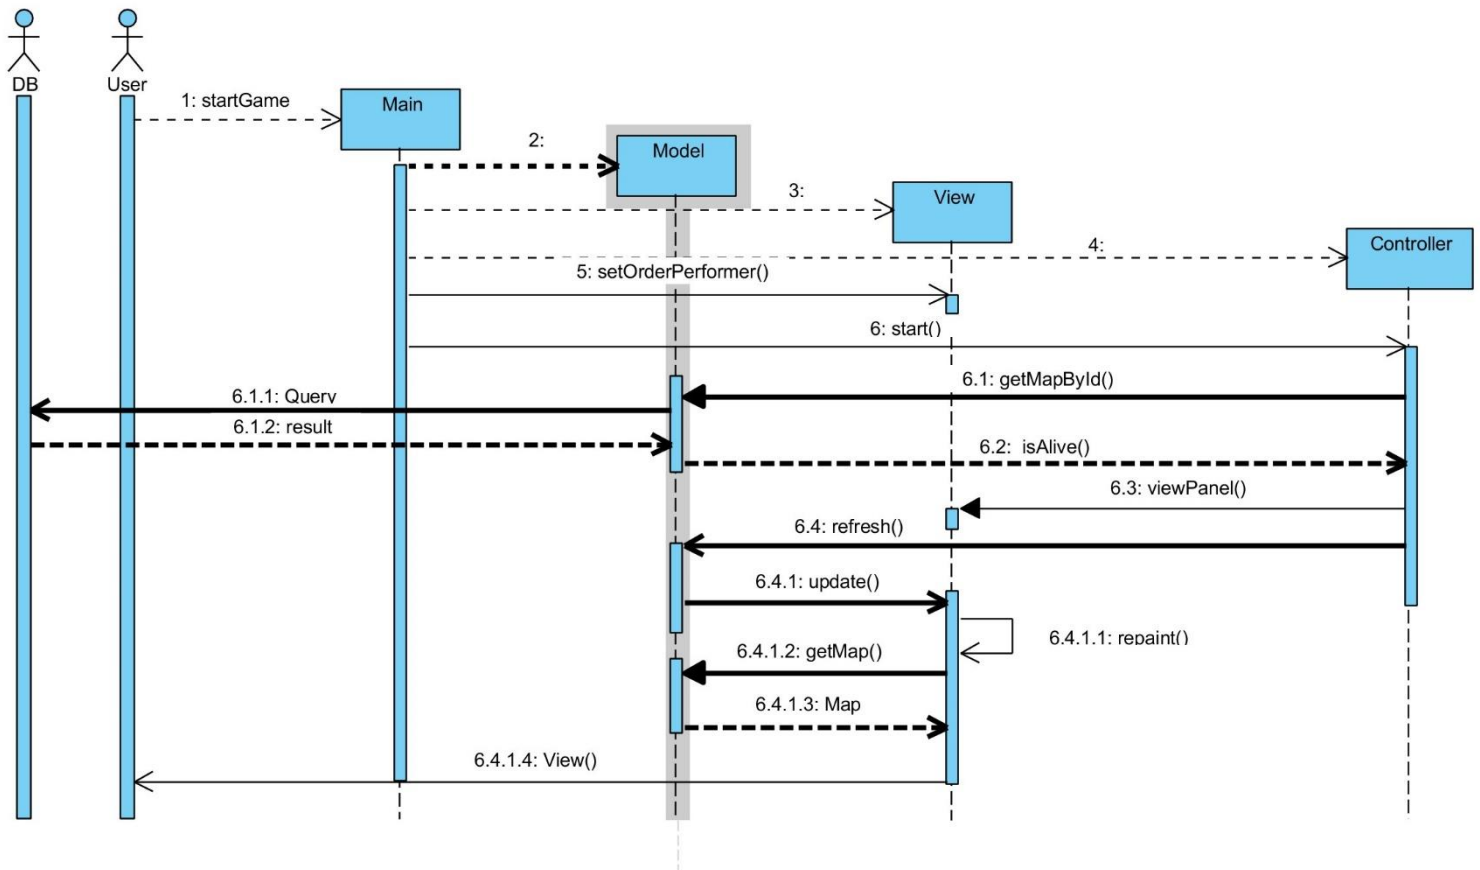 DB
User
1: startGame
Main
2:
Model
3:
View
4:
Controller
5: setOrderPerformer()
6: start()
6.1: getMapById()
6.1.1: Query
6.1.2: result
6.2: isAlive()
6.3: viewPanel()
6.4: refresh()
6.4.1: update()
6.4.1.1: repaint()
6.4.1.2: getMap()
6.4.1.3: Map
6.4.1.4: View()